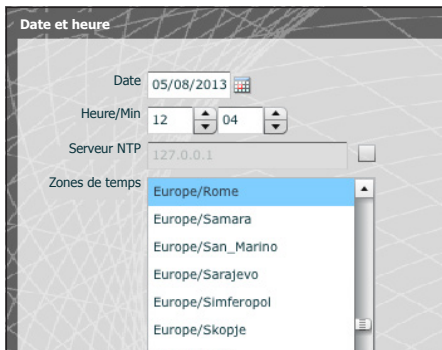 Date et heure
Date 05/08/2013
Heure/Min 12 04
Serveur NTP 127.0.0.1
Zones de temps Europe/Rome
Europe/Samara
Europe/San_Marino
Europe/Sarajevo
Europe/Simferopol
Europe/Skopje